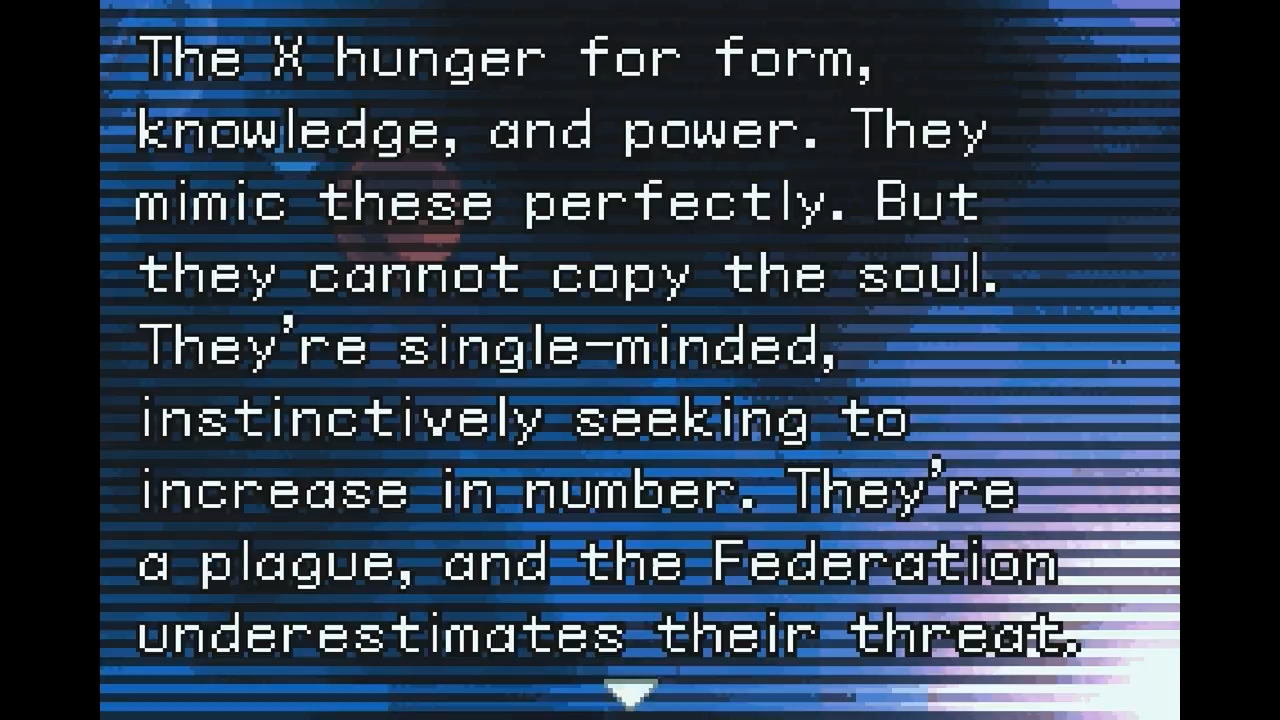 The X hunger for form,
knowledge, and power. They
mimic these perfectly. But
they cannot copy the soul.
They're single-minded,
instinctively seeking to
increase in number. They're
a plague, and the Federation
underestimates their threat.